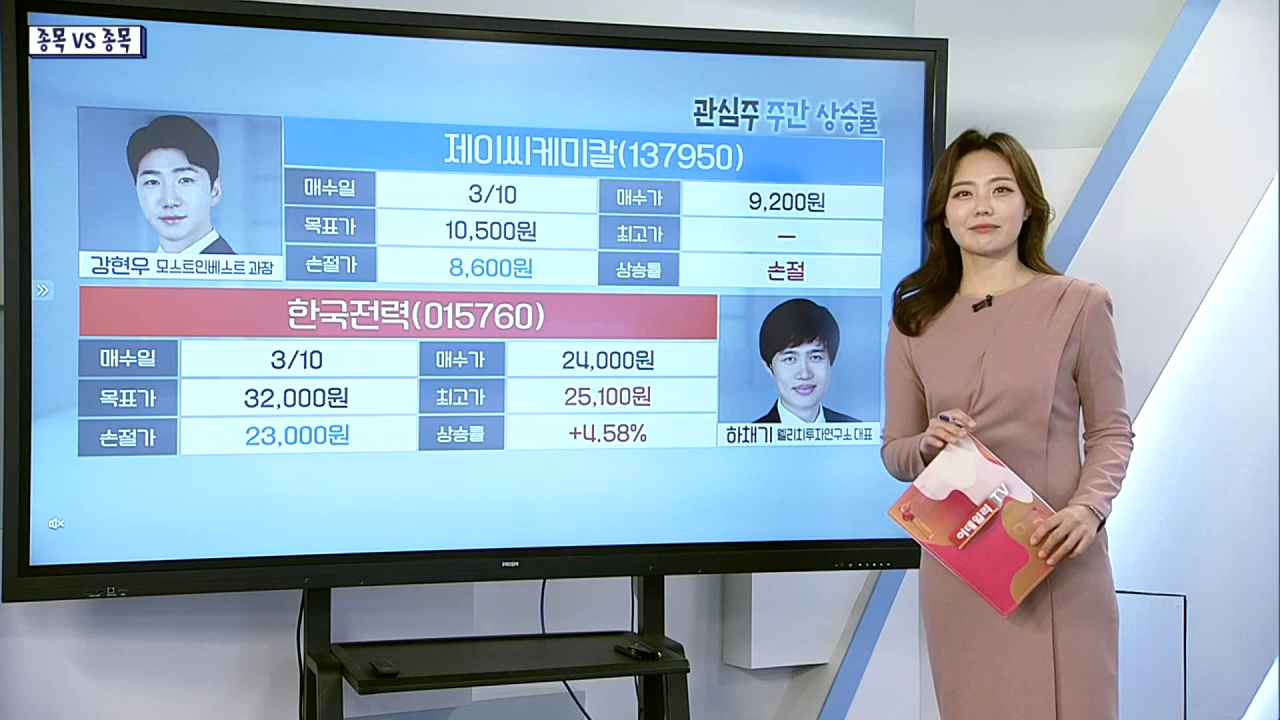 종목 VS 종목
관심주 주간 상승률
제이씨케미칼(137950)
매수일 3/10 매수가 9,200원
목표가 10,500원 최고가 –
손절가 8,600원 상승률 손절
강현우 모스트인베스트 과장
한국전력(015760)
매수일 3/10 매수가 24,000원
목표가 32,000원 최고가 25,100원
손절가 23,000원 상승률 +4.58%
하채기 웰리치투자연구소 대표
이데일리 TV
PRISM